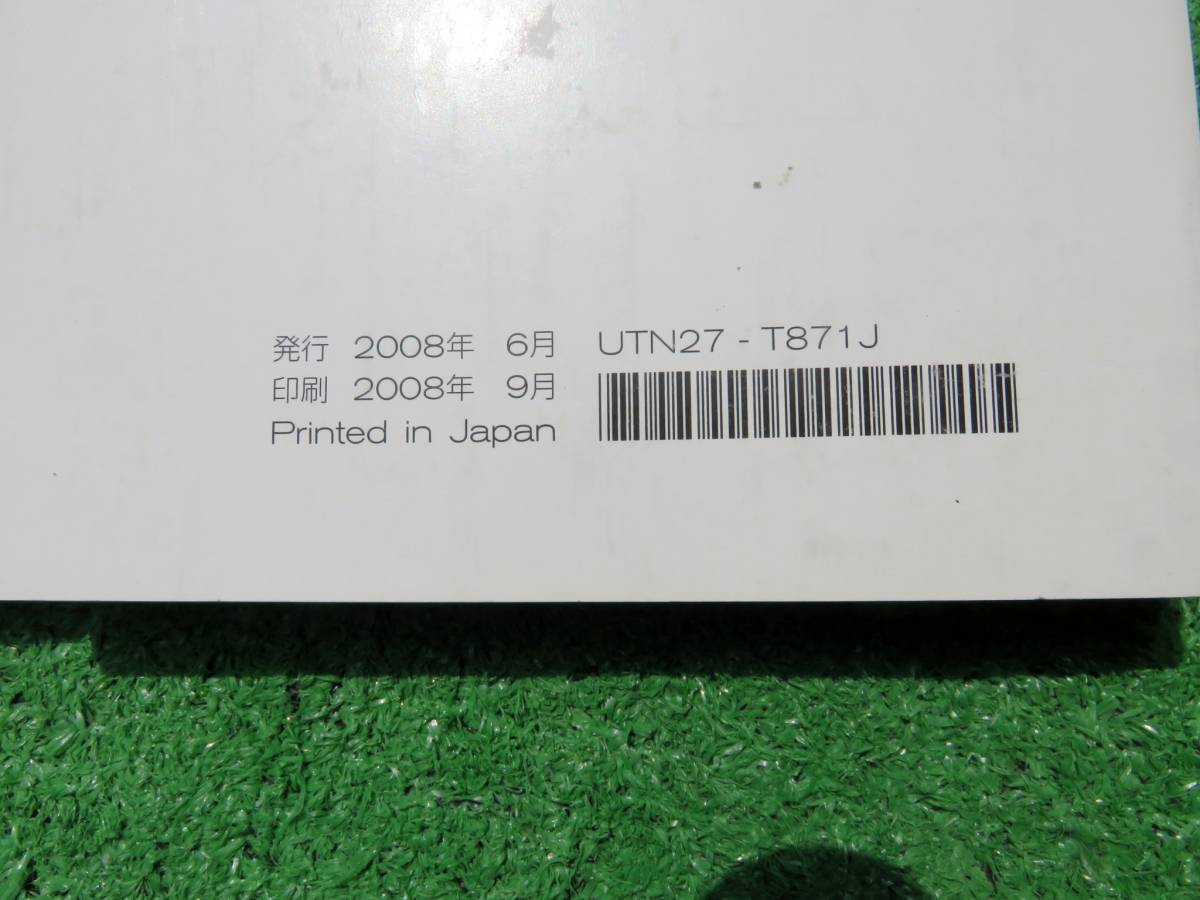 発行 2008年 6月 UTN27 - T871J
印刷 2008年 9月
Printed in Japan